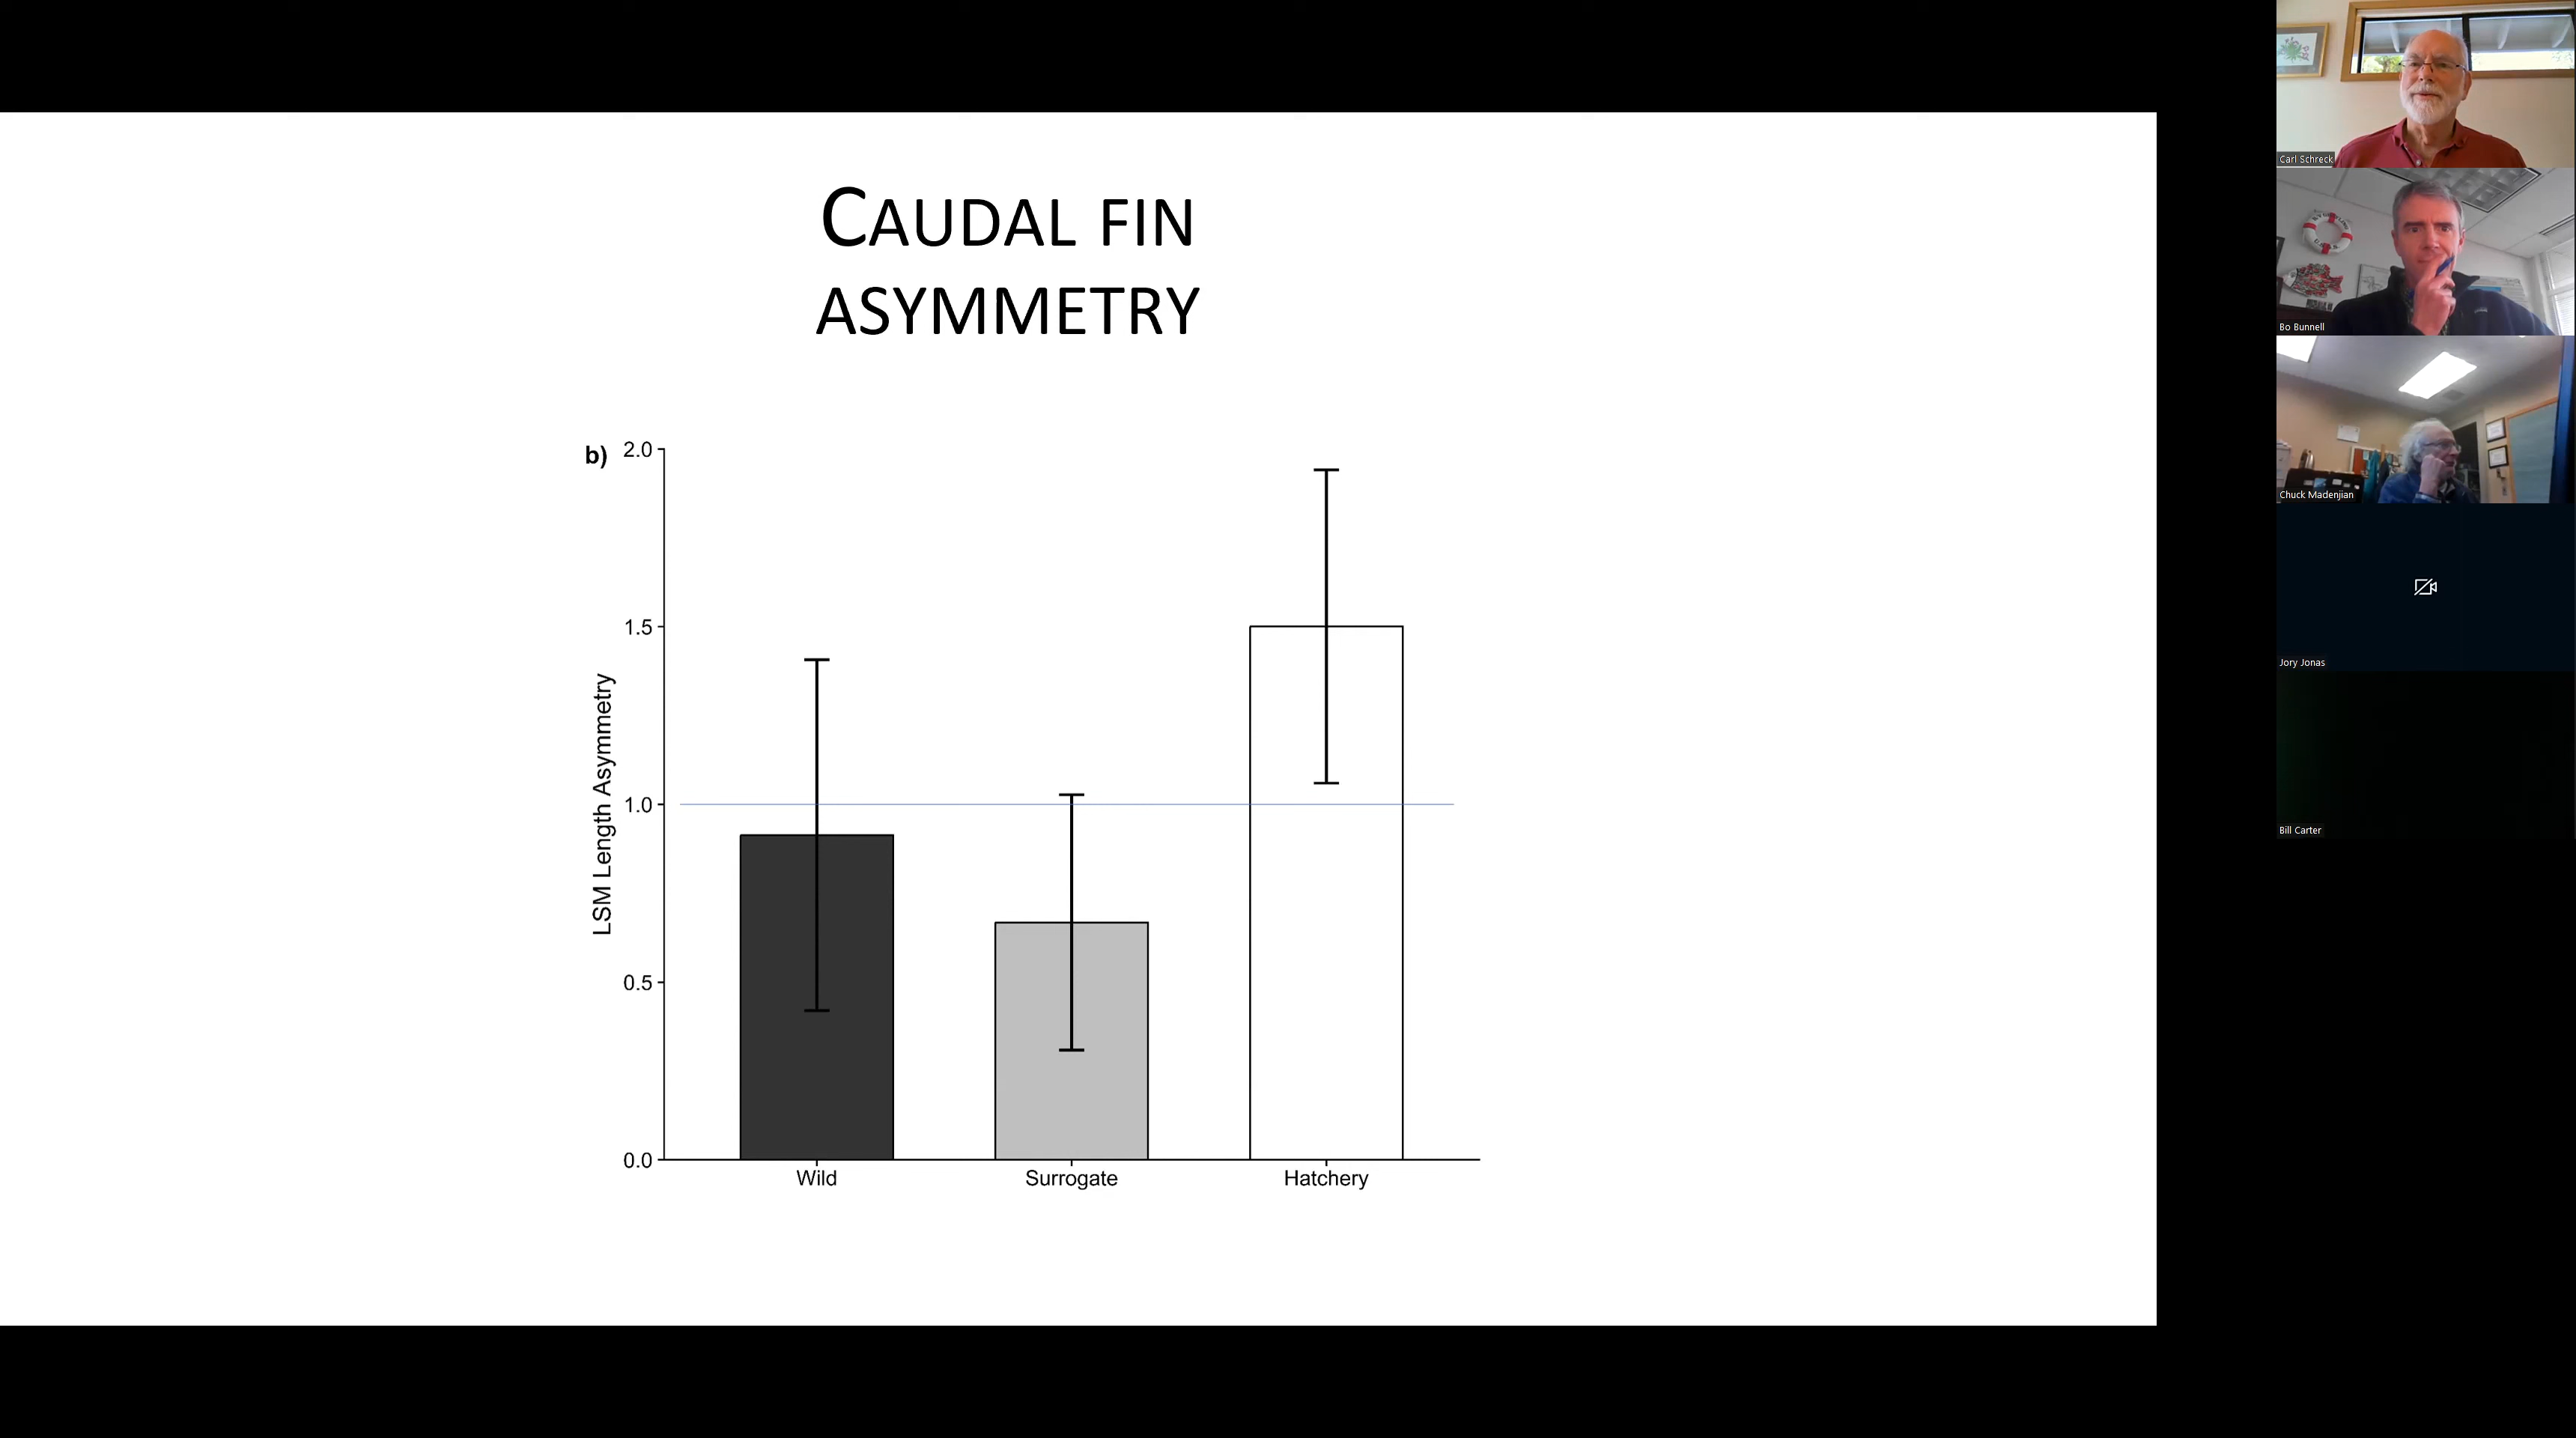 CAUDAL FIN
ASYMMETRY
b)
2.0
1.5
1.0
0.5
0.0
LSM Length Asymmetry
Wild
Surrogate
Hatchery
Carl Schreck
Bo Bunnell
Chuck Madenjian
Jory Jonas
Bill Carter